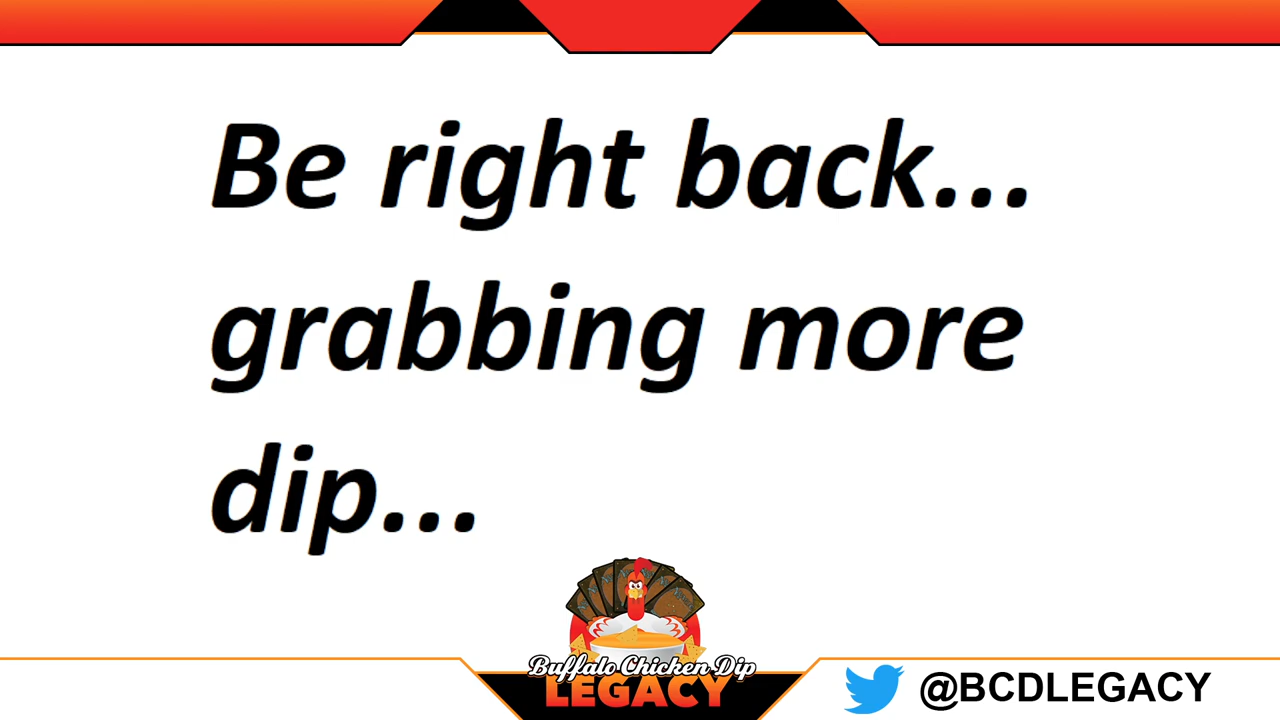 Be right back...
grabbing more
dip...
Buffalo Chicken Dip
LEGACY
@BCDLEGACY